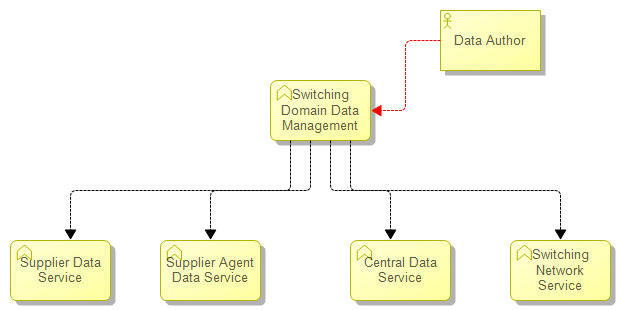 Data Author
Switching
Domain Data
Management
Supplier Data
Service
Supplier Agent
Data Service
Central Data
Service
Switching
Network
Service